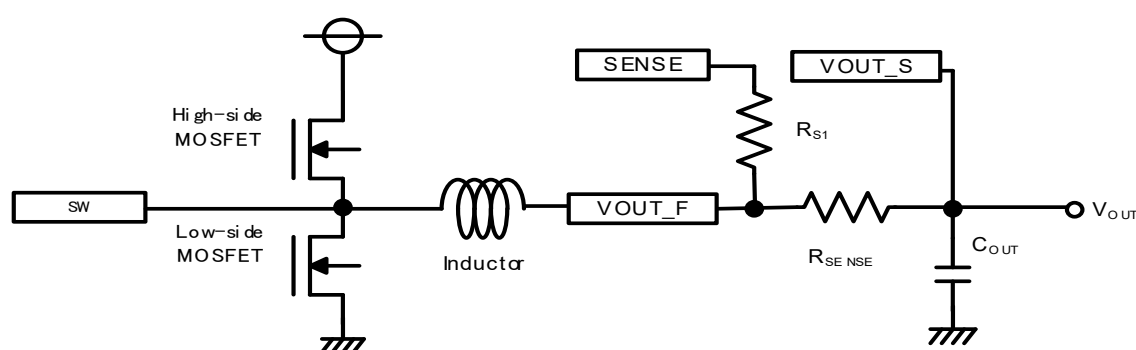 SENSE
VOUT_S
High-side
MOSFET
RS1
SW
VOUT_F
VOUT
Low-side
MOSFET
Inductor
RSENSE
COUT